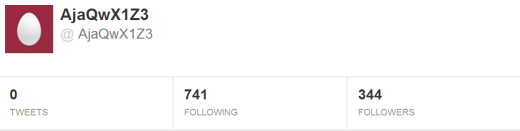 AjaQwX1Z3
@ AjaQwX1Z3
0 741 344
TWEETS FOLLOWING FOLLOWERS